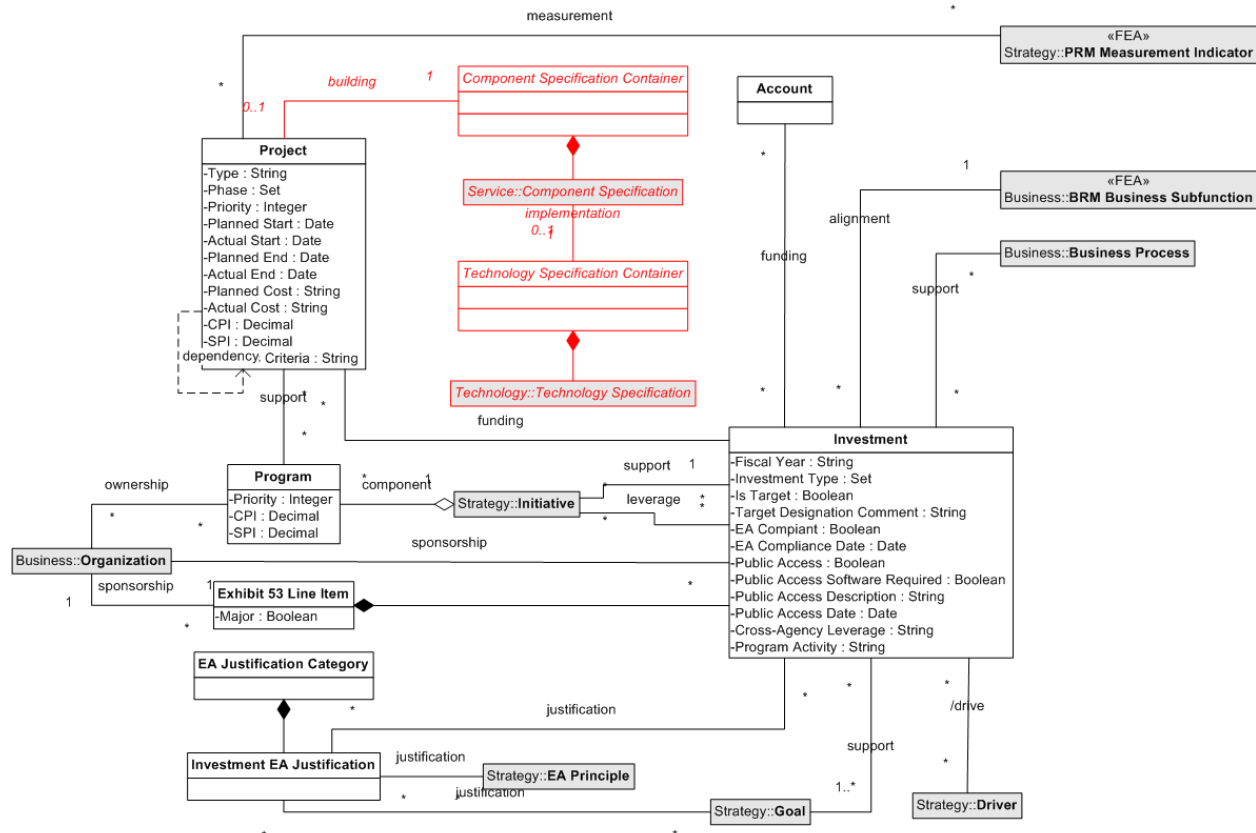 measurement
*
«FEA»
Strategy::PRM Measurement Indicator
*
building
1
0..1
Component Specification Container
Account
*
Project
-Type : String
-Phase : Set
-Priority : Integer
-Planned Start : Date
-Actual Start : Date
-Planned End : Date
-Actual End : Date
-Planned Cost : String
-Actual Cost : String
-CPI : Decimal
-SPI : Decimal
dependency. Criteria : String
Service::Component Specification
implementation
0..1
1
Technology Specification Container
Technology::Technology Specification
funding
*
1
«FEA»
Business::BRM Business Subfunction
alignment
*
Business::Business Process
*
support
*
support
*
*
*
funding
Investment
-Fiscal Year : String
-Investment Type : Set
-Is Target : Boolean
-Target Designation Comment : String
-EA Compiant : Boolean
-EA Compliance Date : Date
-Public Access : Boolean
-Public Access Software Required : Boolean
-Public Access Description : String
-Public Access Date : Date
-Cross-Agency Leverage : String
-Program Activity : String
Program
-Priority : Integer
-CPI : Decimal
-SPI : Decimal
ownership
*
*
*
component
1
Strategy::Initiative
support
1
*
leverage
*
*
*
Business::Organization
sponsorship
sponsorship
1
1
*
Exhibit 53 Line Item
-Major : Boolean
*
EA Justification Category
*
justification
*
Investment EA Justification
justification
Strategy::EA Principle
justification
*
*
Strategy::Goal
*
support
1..*
*
/drive
*
Strategy::Driver
*
*